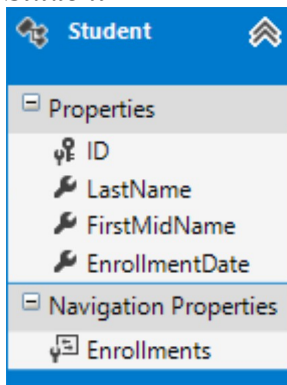 Student
Properties
ID
LastName
FirstMidName
EnrollmentDate
Navigation Properties
Enrollments